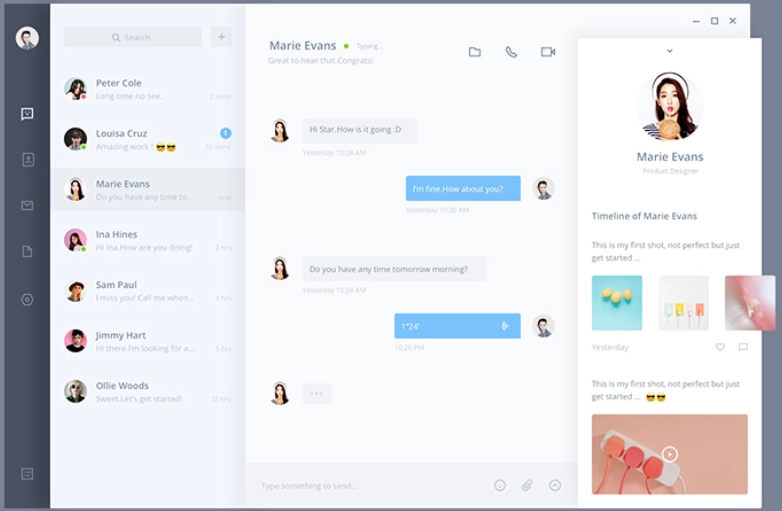 Search
+
Peter Cole
Long time no see.
2 mins
Louisa Cruz
1
Amazing work ! 😎😎
10 mins
Marie Evans
Do you have any time to...
now
Ina Hines
Hi Ina.How are you doing!
2 hrs
Sam Paul
I miss you! Call me when...
3 hrs
Jimmy Hart
Hi there.I'm looking for a...
5 hrs
Ollie Woods
Sweet.Let's get started!
10 hrs
Marie Evans
Typing...
Great to hear that.Congrats!
Hi Star.How is it going :D
Yesterday 10:24 AM
I'm fine.How about you?
Yesterday 10:26 AM
Do you have any time tomorrow morning?
Yesterday 10:24 AM
1"24'
10:26 PM
...
Type something to send...
Marie Evans
Product Designer
Timeline of Marie Evans
This is my first shot, not perfect but just
get started ...
Yesterday
This is my first shot, not perfect but just
get started ... 😎😎